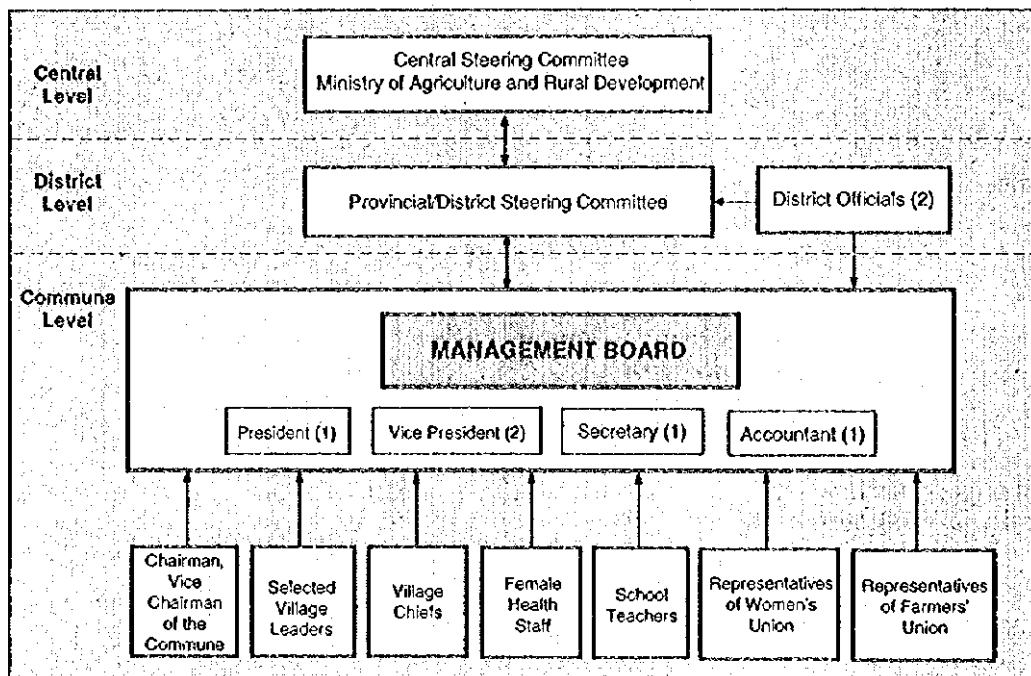 Central
Level
Central Steering Committee
Ministry of Agriculture and Rural Development
District
Level
Provincial/District Steering Committee
District Officials (2)
Commune
Level
MANAGEMENT BOARD
President (1)
Vice President (2)
Secretary (1)
Accountant (1)
Chairman,
Vice
Chairman
of the
Commune
Selected
Village
Leaders
Village
Chiefs
Female
Health
Staff
School
Teachers
Representatives
of Women's
Union
Representatives
of Farmers'
Union